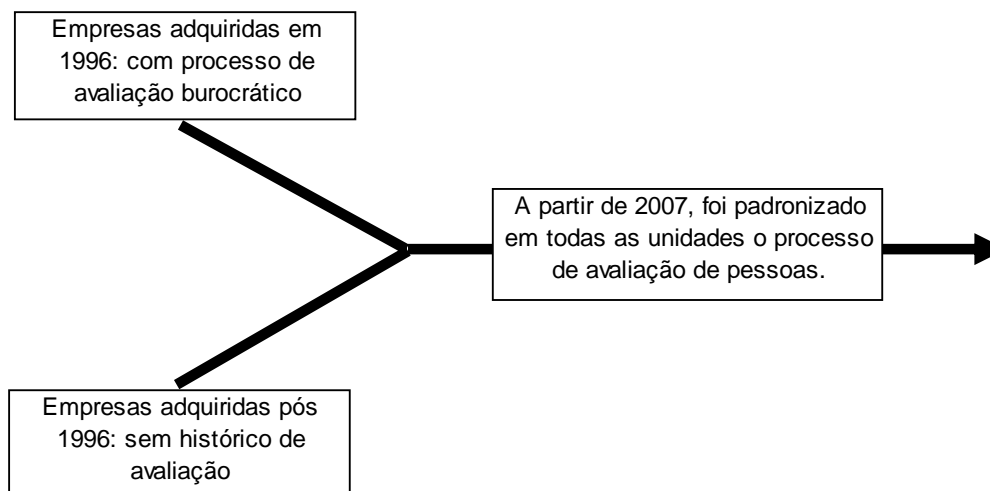 Empresas adquiridas em
1996: com processo de
avaliação burocrático
A partir de 2007, foi padronizado
em todas as unidades o processo
de avaliação de pessoas.
Empresas adquiridas pós
1996: sem histórico de
avaliação